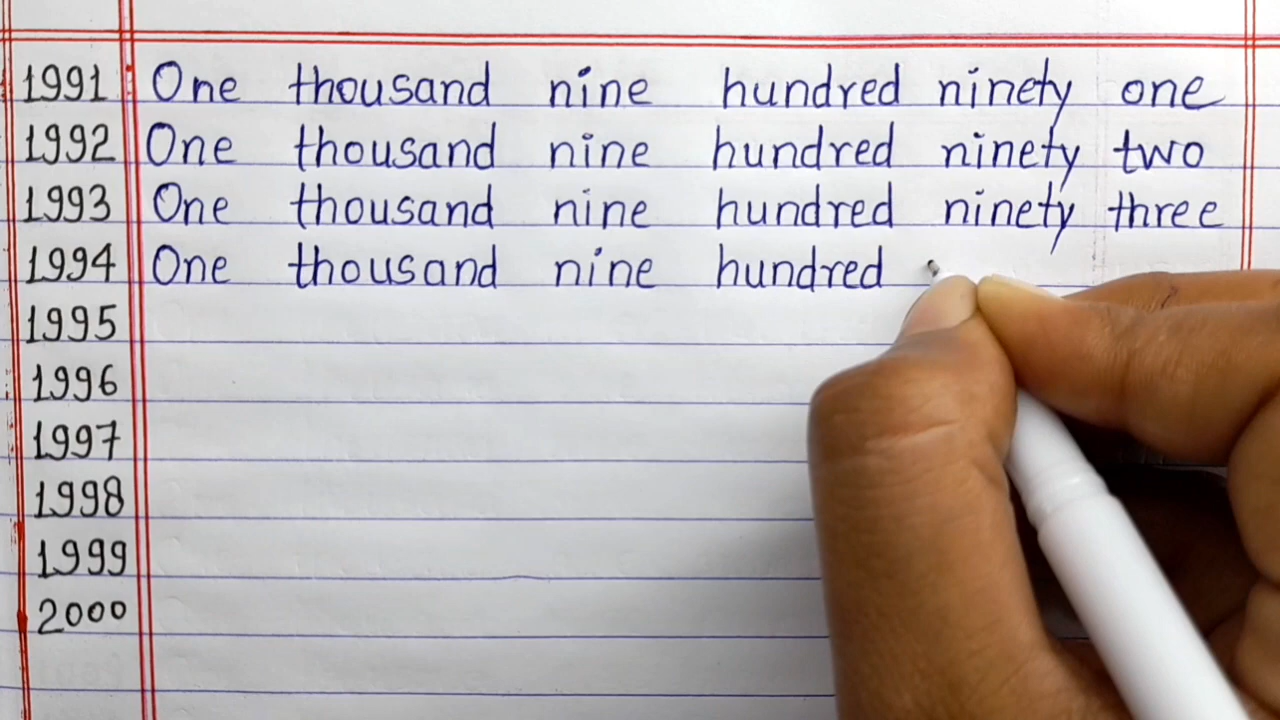 1991 One thousand nine hundred ninety one
1992 One thousand nine hundred ninety two
1993 One thousand nine hundred ninety three
1994 One thousand nine hundred
1995
1996
1997
1998
1999
2000